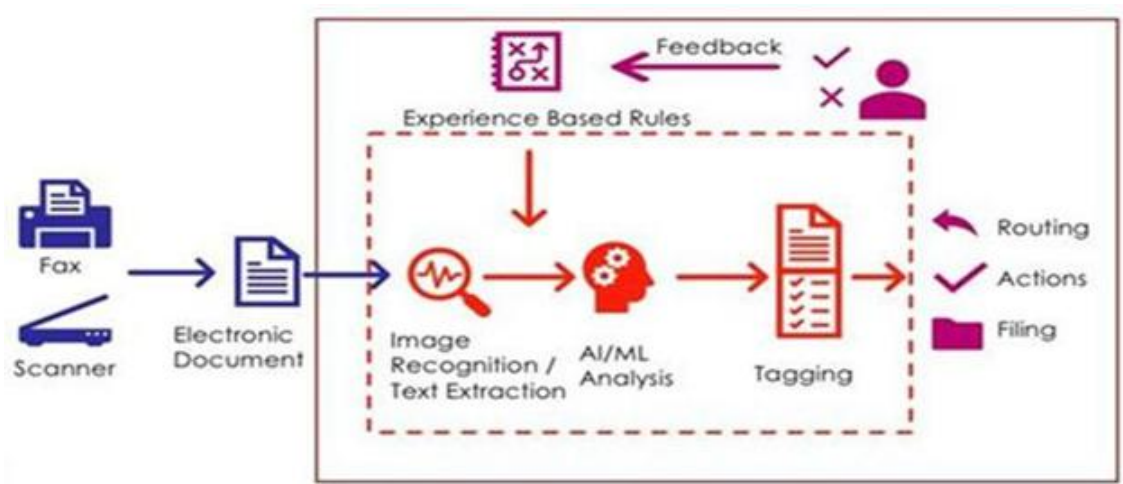 Feedback
Experience Based Rules
Fax
Scanner
Electronic
Document
Image
Recognition /
Text Extraction
AI/ML
Analysis
Tagging
Routing
Actions
Filing